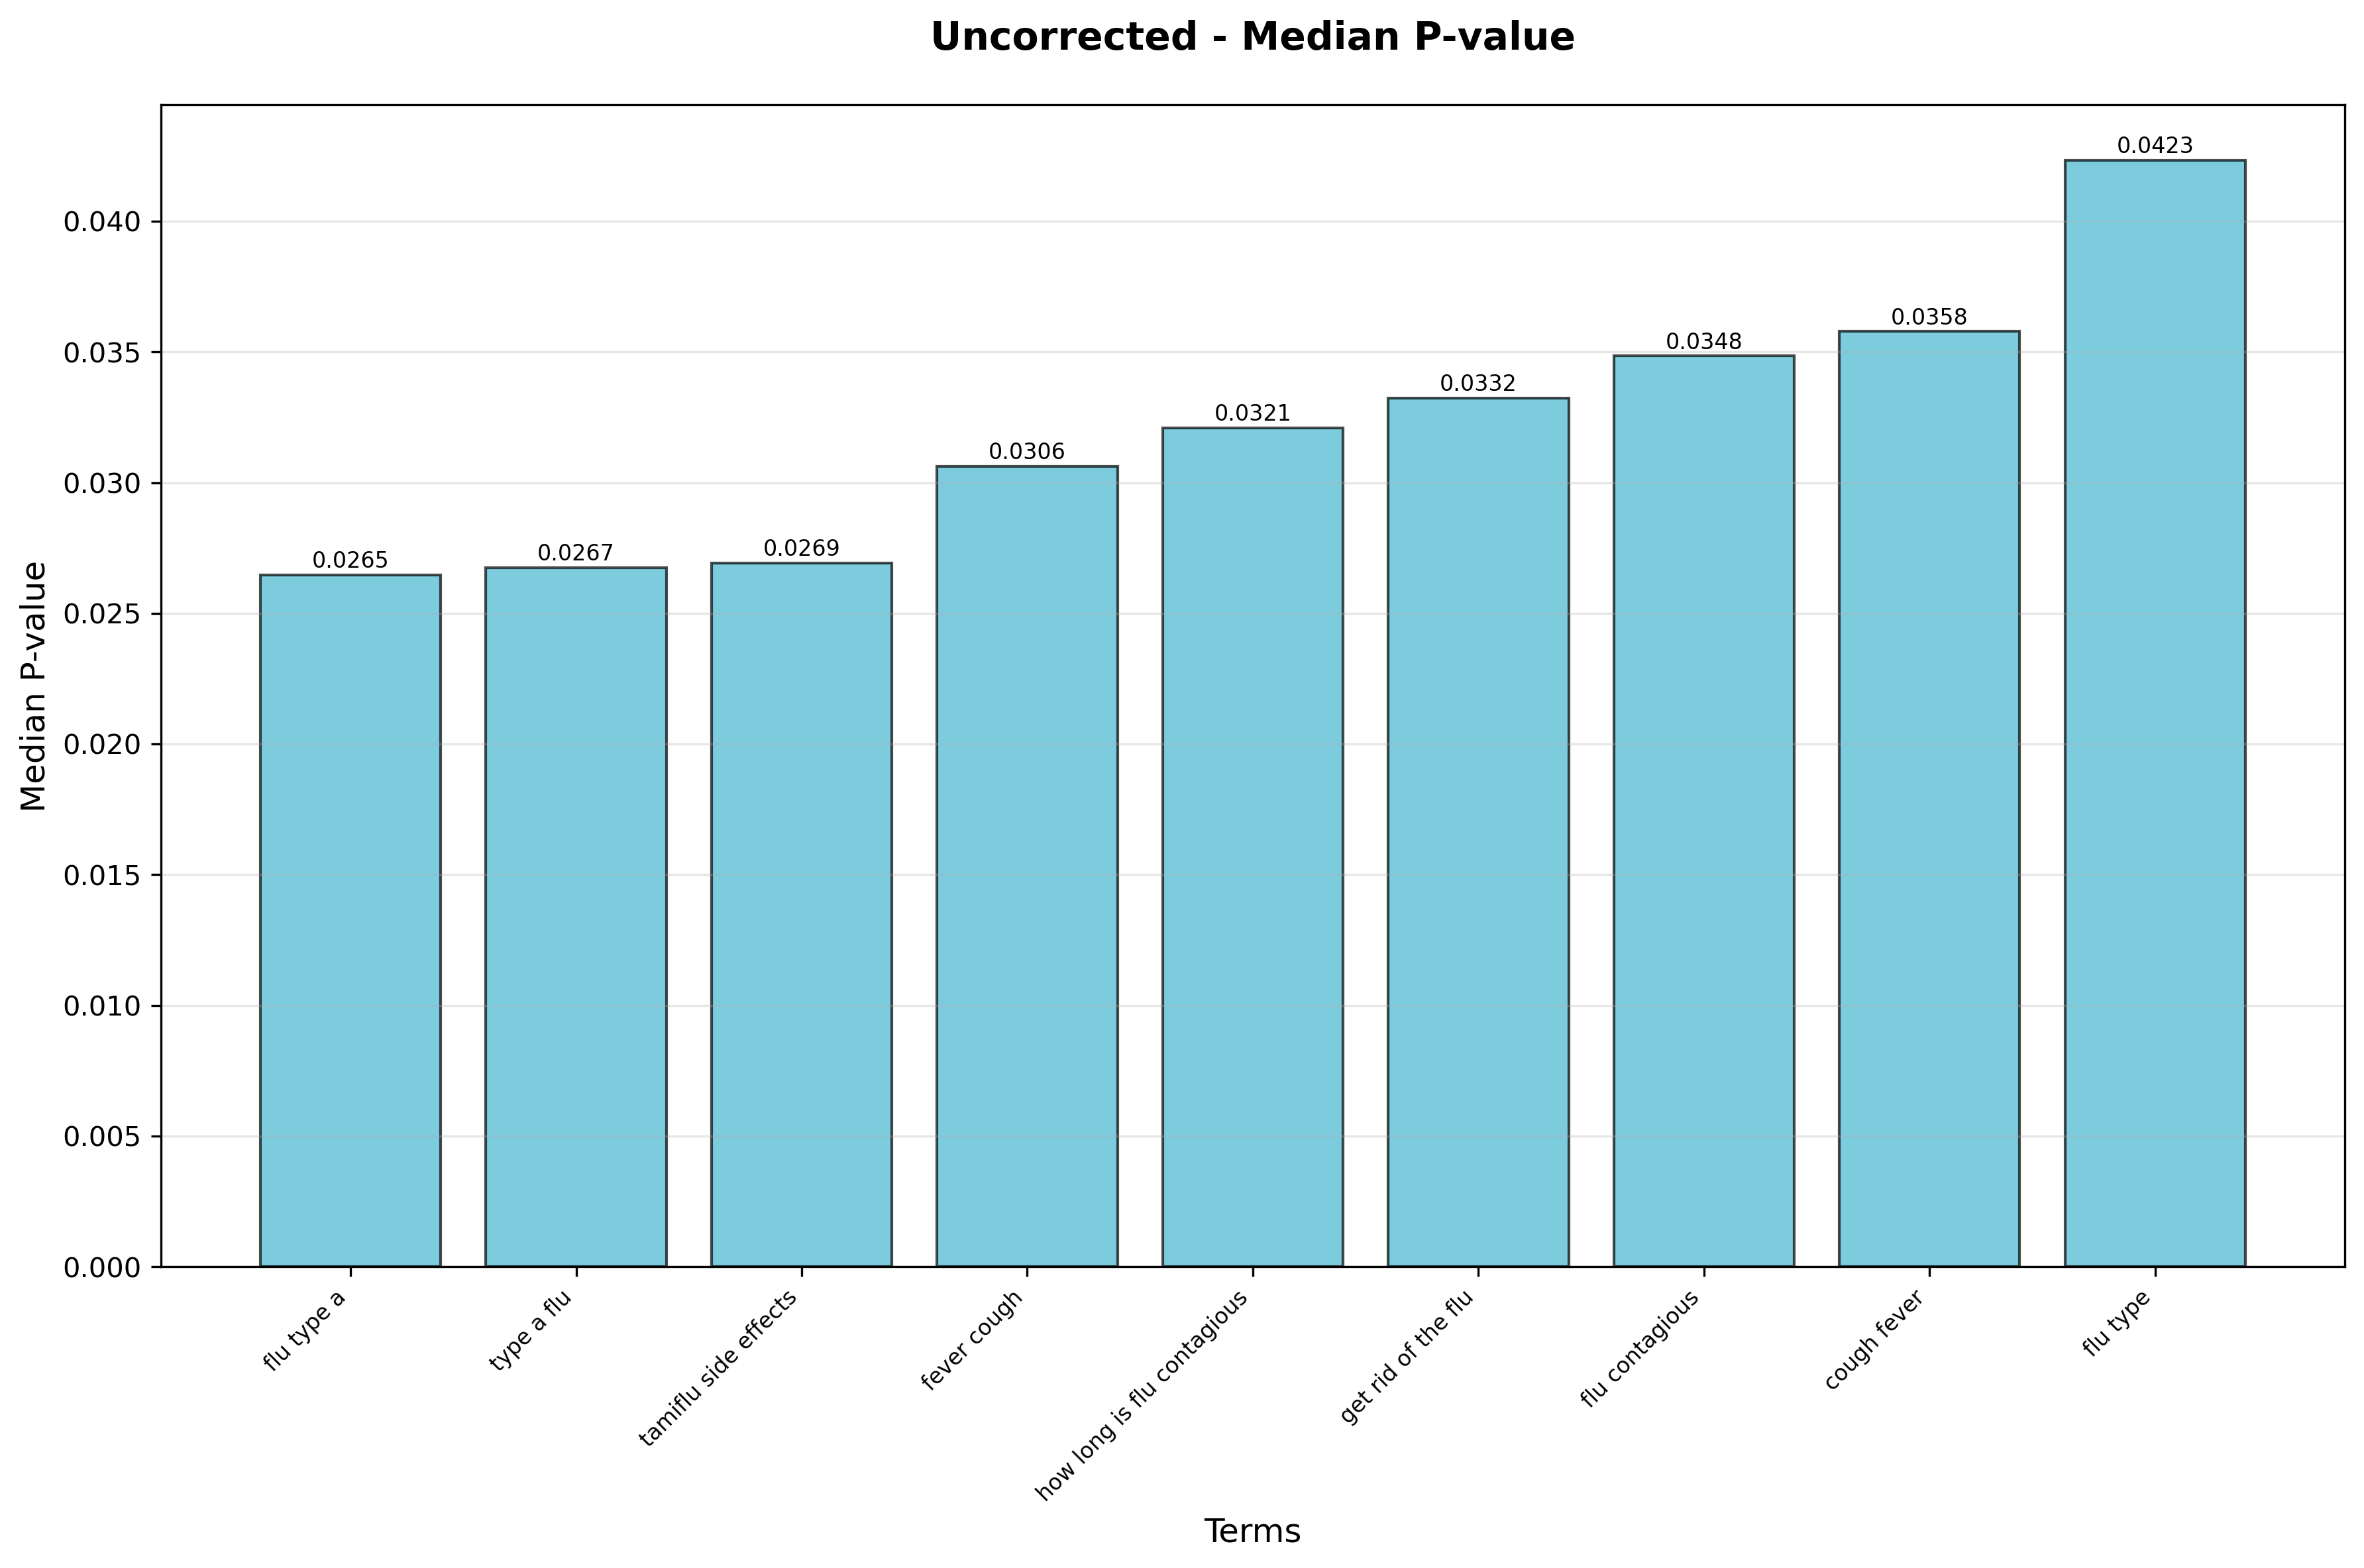 Uncorrected - Median P-value
Median P-value
0.040
0.035
0.030
0.025
0.020
0.015
0.010
0.005
0.000
0.0265
0.0267
0.0269
0.0306
0.0321
0.0332
0.0348
0.0358
0.0423
flu type a
type a flu
tamiflu side effects
fever cough
how long is flu contagious
get rid of the flu
flu contagious
cough fever
flu type
Terms